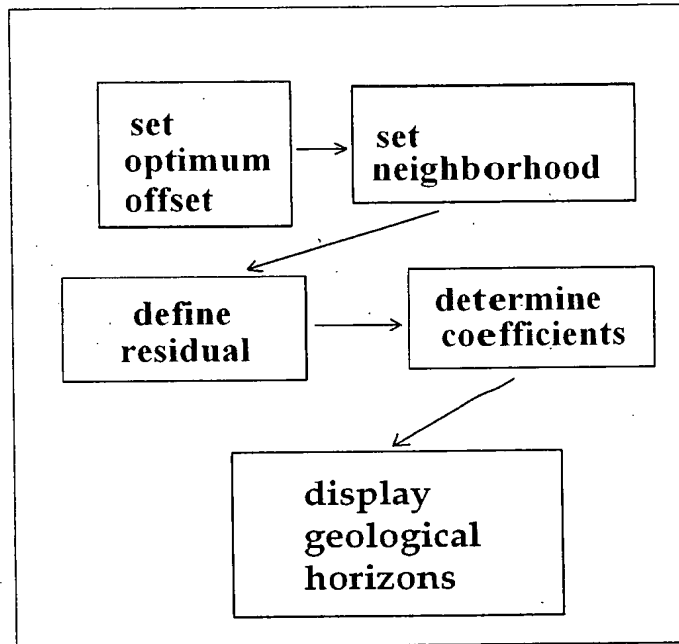 set
optimum
offset
set
neighborhood
define
residual
determine
coefficients
display
geological
horizons